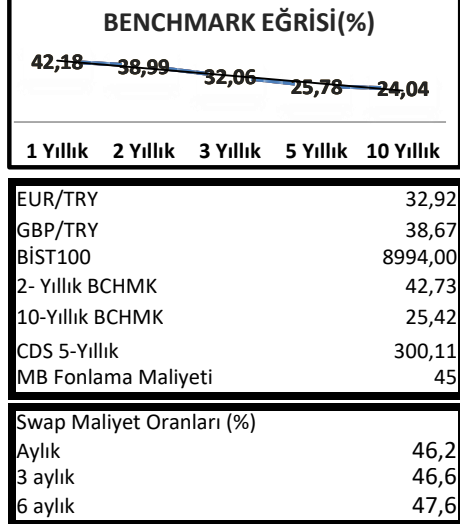 BENCHMARK EĞRİSİ(%)
42,18 38,99 32,06 25,78 24,04
1 Yıllık 2 Yıllık 3 Yıllık 5 Yıllık 10 Yıllık
EUR/TRY 32,92
GBP/TRY 38,67
BİST100 8994,00
2- Yıllık BCHMK 42,73
10-Yıllık BCHMK 25,42
CDS 5-Yıllık 300,11
MB Fonlama Maliyeti 45
Swap Maliyet Oranları (%)
Aylık 46,2
3 aylık 46,6
6 aylık 47,6